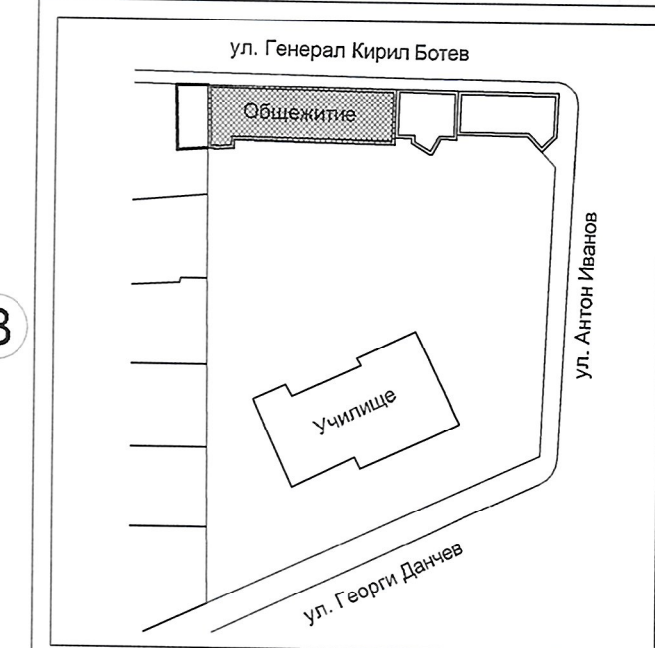 ул. Генерал Кирил Ботев
Общежитие
ул. Антон Иванов
Училище
ул. Георги Данчев